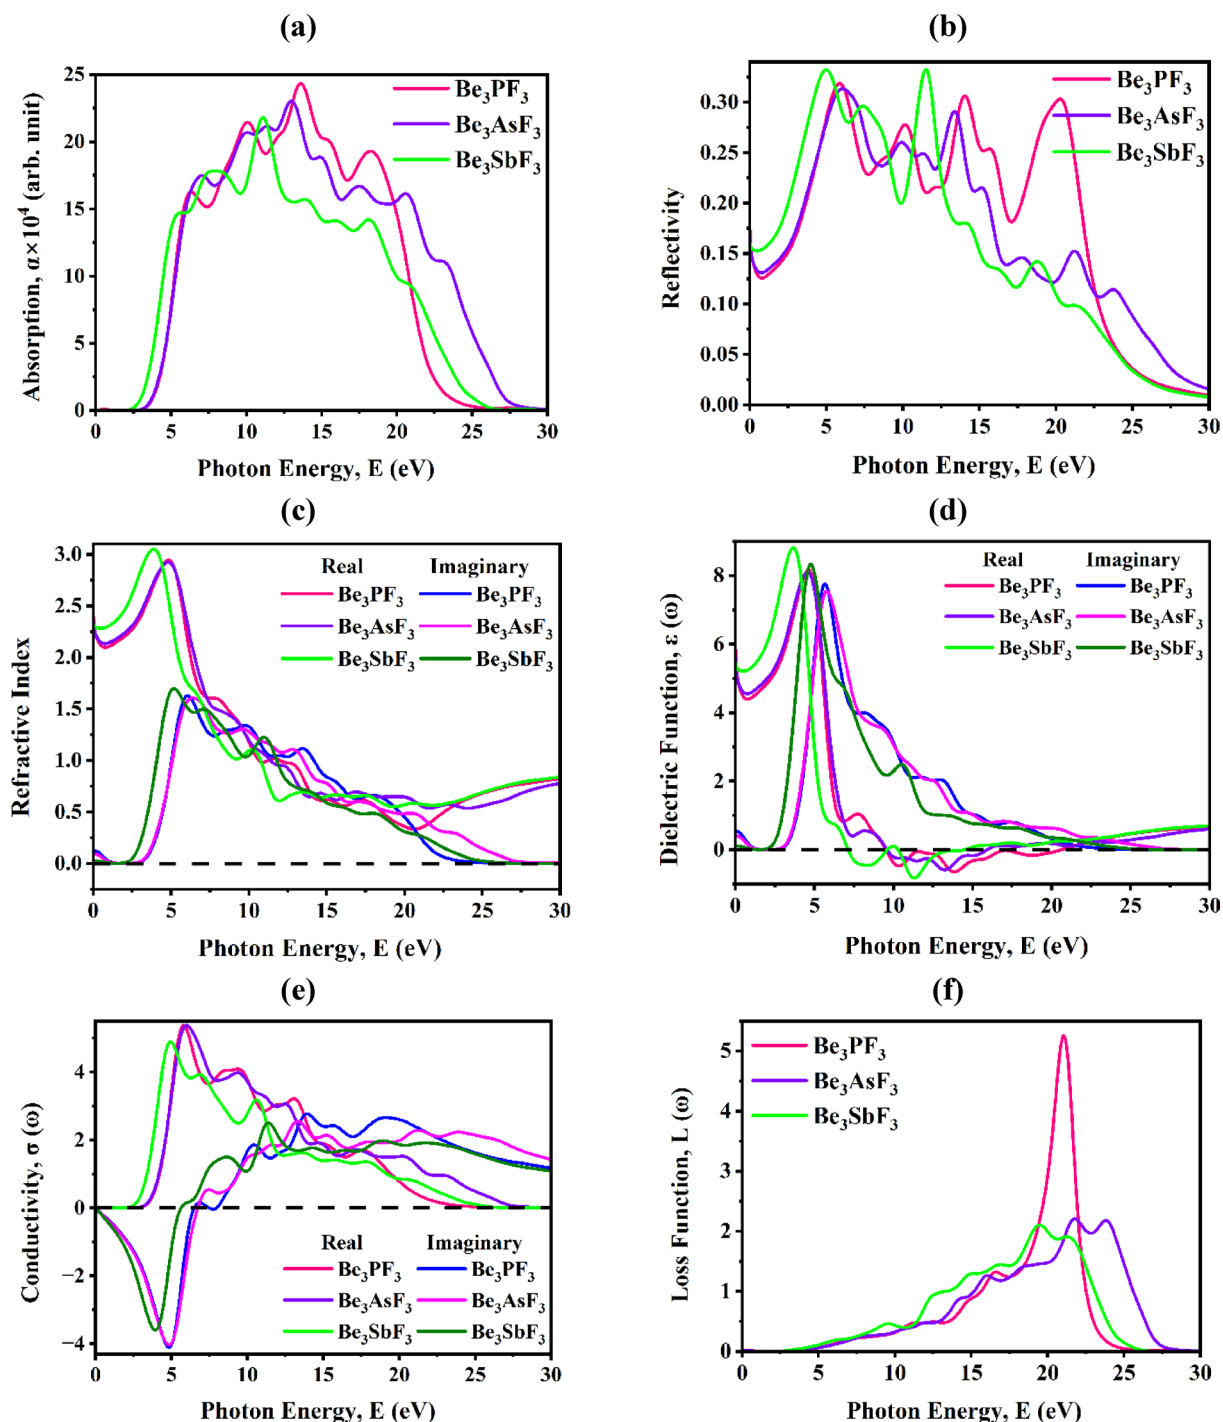 (a)
Absorption, α×10⁴ (arb. unit)
25
20
15
10
5
0
Be₃PF₃
Be₃AsF₃
Be₃SbF₃
0 5 10 15 20 25 30
Photon Energy, E (eV)
(b)
Reflectivity
0.30
0.25
0.20
0.15
0.10
0.05
0.00
Be₃PF₃
Be₃AsF₃
Be₃SbF₃
0 5 10 15 20 25 30
Photon Energy, E (eV)
(c)
Refractive Index
3.0
2.5
2.0
1.5
1.0
0.5
0.0
Real Imaginary
Be₃PF₃ Be₃PF₃
Be₃AsF₃ Be₃AsF₃
Be₃SbF₃ Be₃SbF₃
0 5 10 15 20 25 30
Photon Energy, E (eV)
(d)
Dielectric Function, ε (ω)
8
6
4
2
0
Real Imaginary
Be₃PF₃ Be₃PF₃
Be₃AsF₃ Be₃AsF₃
Be₃SbF₃ Be₃SbF₃
0 5 10 15 20 25 30
Photon Energy, E (eV)
(e)
Conductivity, σ (ω)
4
2
0
−2
−4
Real Imaginary
Be₃PF₃ Be₃PF₃
Be₃AsF₃ Be₃AsF₃
Be₃SbF₃ Be₃SbF₃
0 5 10 15 20 25 30
Photon Energy, E (eV)
(f)
Loss Function, L (ω)
5
4
3
2
1
0
Be₃PF₃
Be₃AsF₃
Be₃SbF₃
0 5 10 15 20 25 30
Photon Energy, E (eV)